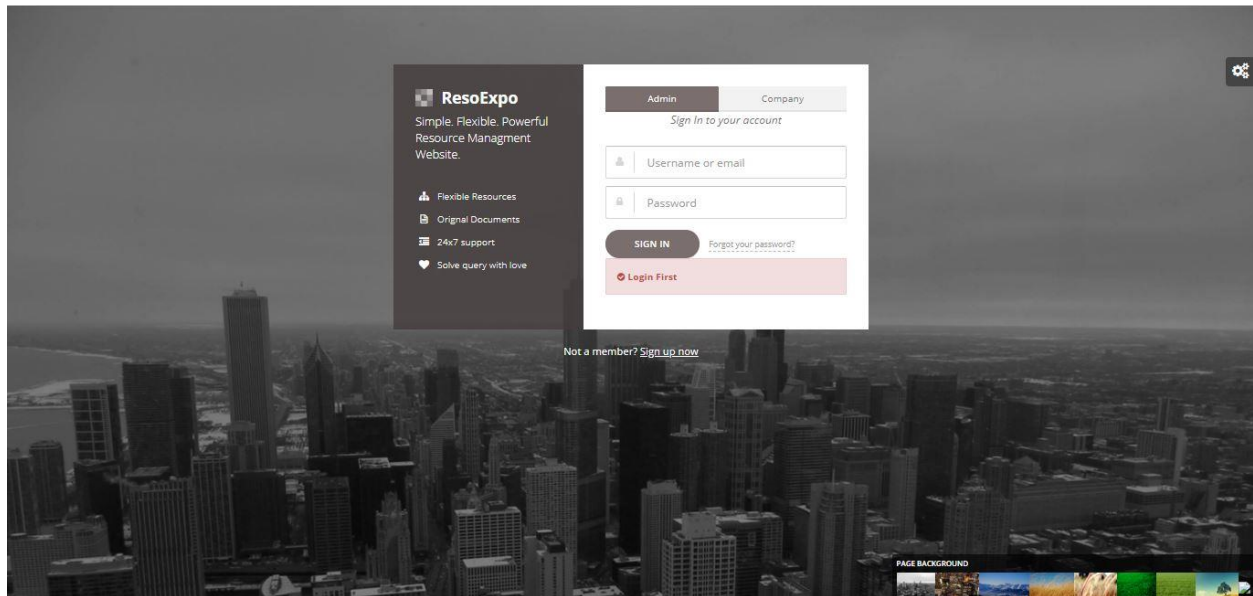 ResoExpo
Simple. Flexible. Powerful
Resource Managment
Website.
Flexible Resources
Orignal Documents
24x7 support
Solve query with love
Admin
Company
Sign In to your account
Username or email
Password
SIGN IN
Forgot your password?
Login First
Not a member? Sign up now
PAGE BACKGROUND